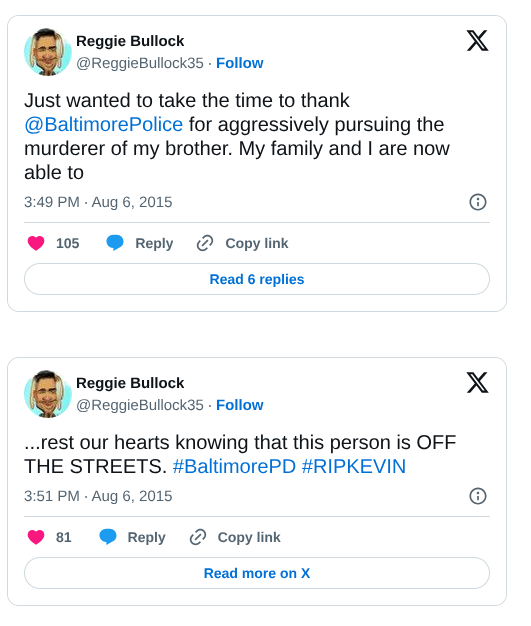 Reggie Bullock
@ReggieBullock35 · Follow
Just wanted to take the time to thank
@BaltimorePolice for aggressively pursuing the
murderer of my brother. My family and I are now
able to
3:49 PM · Aug 6, 2015
105 Reply Copy link
Read 6 replies
Reggie Bullock
@ReggieBullock35 · Follow
...rest our hearts knowing that this person is OFF
THE STREETS. #BaltimorePD #RIPKEVIN
3:51 PM · Aug 6, 2015
81 Reply Copy link
Read more on X